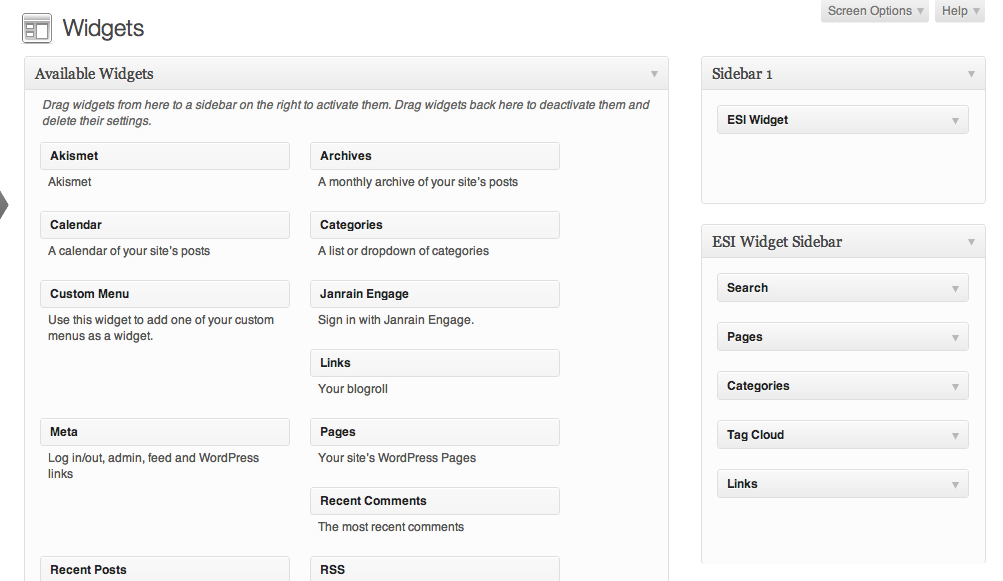 Screen Options Help
Widgets
Available Widgets
Drag widgets from here to a sidebar on the right to activate them. Drag widgets back here to deactivate them and
delete their settings.
Akismet
Akismet
Archives
A monthly archive of your site's posts
Calendar
A calendar of your site's posts
Categories
A list or dropdown of categories
Custom Menu
Use this widget to add one of your custom
menus as a widget.
Janrain Engage
Sign in with Janrain Engage.
Links
Your blogroll
Meta
Log in/out, admin, feed and WordPress
links
Pages
Your site's WordPress Pages
Recent Comments
The most recent comments
Recent Posts
RSS
Sidebar 1
ESI Widget
ESI Widget Sidebar
Search
Pages
Categories
Tag Cloud
Links